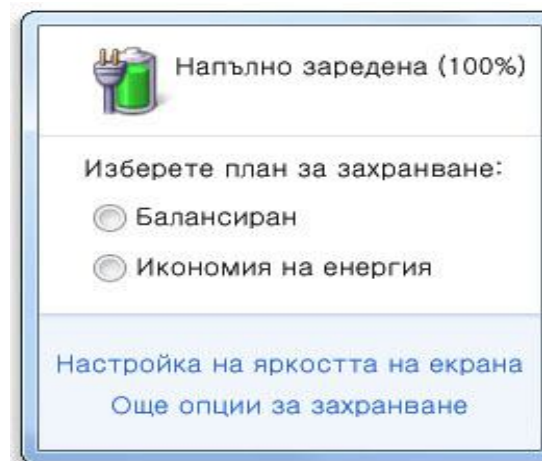 Напълно заредена (100%)
Изберете план за захранване:
Балансиран
Икономия на енергия
Настройка на яркостта на екрана
Още опции за захранване